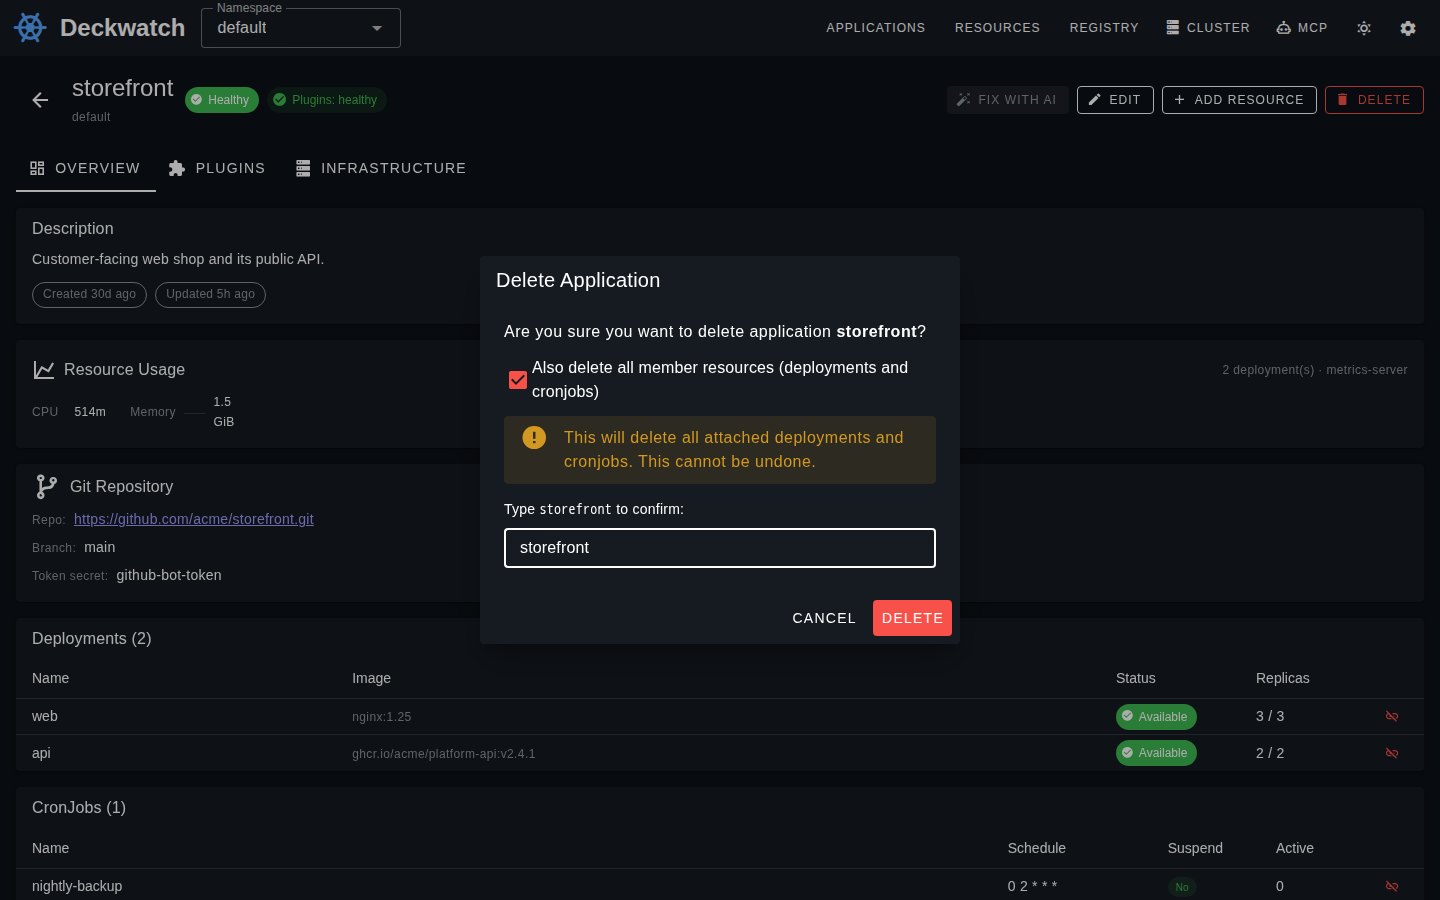 Deckwatch
Namespace
default
APPLICATIONS
RESOURCES
REGISTRY
CLUSTER
MCP
storefront
default
Healthy
Plugins: healthy
FIX WITH AI
EDIT
ADD RESOURCE
DELETE
OVERVIEW
PLUGINS
INFRASTRUCTURE
Description
Customer-facing web shop and its public API.
Created 30d ago
Updated 5h ago
Resource Usage
2 deployment(s) · metrics-server
CPU 514m
Memory
1.5
GiB
Git Repository
Repo: https://github.com/acme/storefront.git
Branch: main
Token secret: github-bot-token
Delete Application
Are you sure you want to delete application storefront?
Also delete all member resources (deployments and
cronjobs)
This will delete all attached deployments and
cronjobs. This cannot be undone.
Type storefront to confirm:
storefront
CANCEL
DELETE
Deployments (2)
Name Image Status Replicas
web nginx:1.25 Available 3 / 3
api ghcr.io/acme/platform-api:v2.4.1 Available 2 / 2
CronJobs (1)
Name Schedule Suspend Active
nightly-backup 0 2 * * * No 0